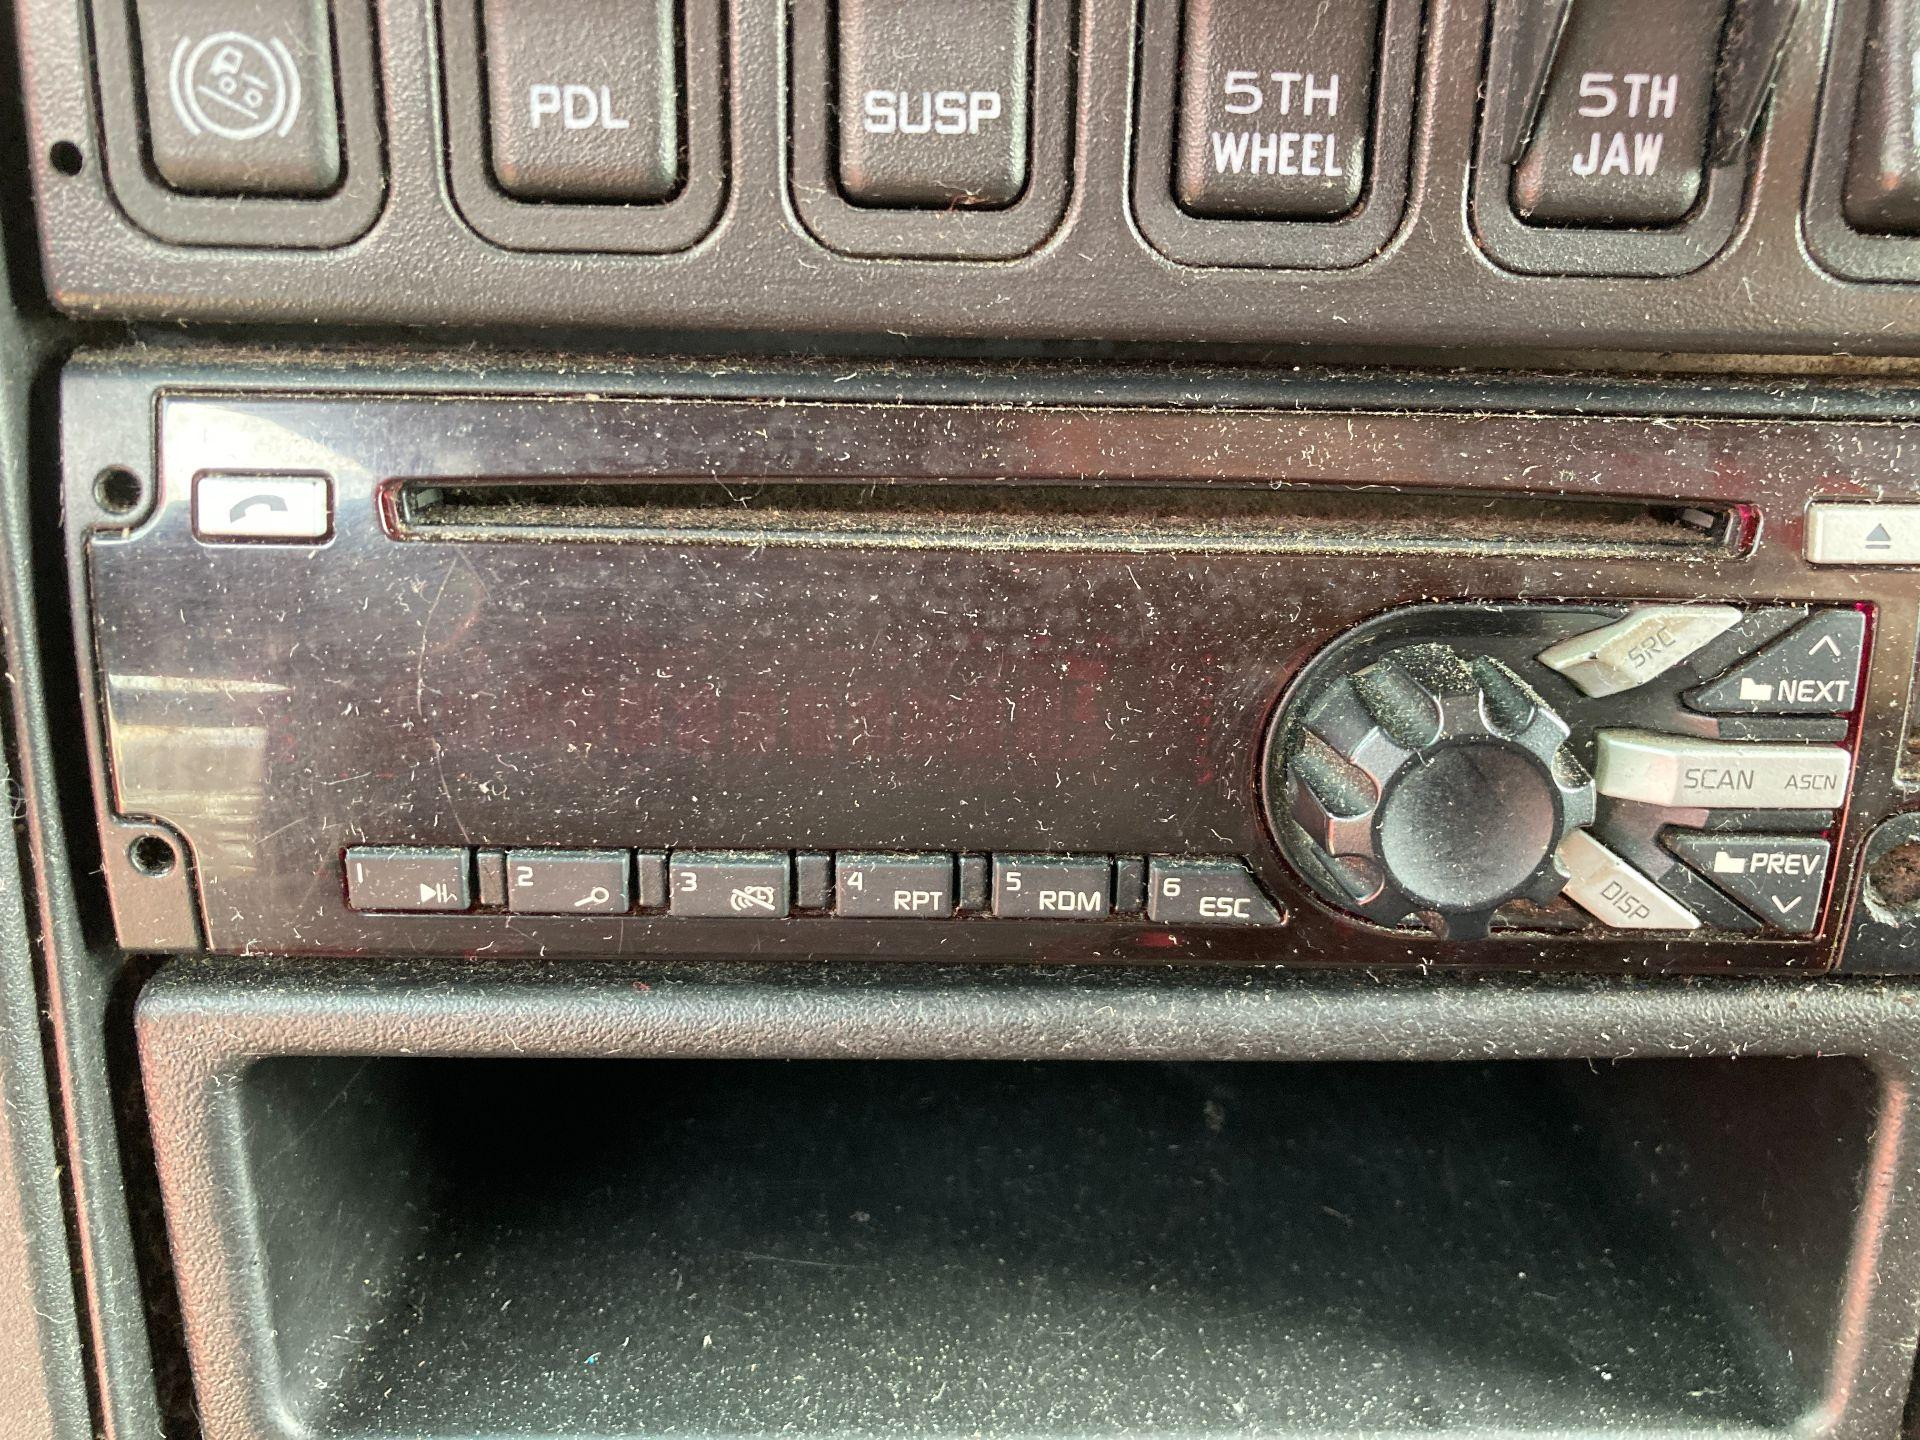 PDL
SUSP
5TH
WHEEL
5TH
JAW
SRC
NEXT
SCAN ASCN
PREV
DISP
1
2
3
4 RPT
5 RDM
6 ESC